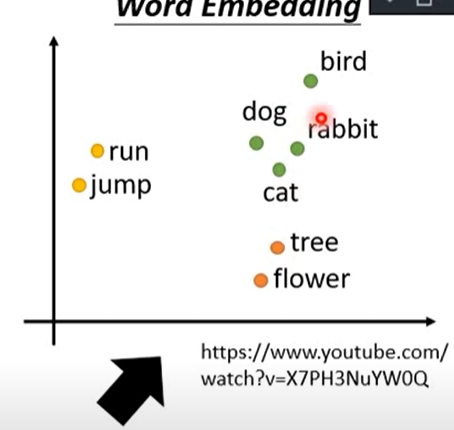 Word Embedding
bird
dog
rabbit
run
jump
cat
tree
flower
https://www.youtube.com/
watch?v=X7PH3NuYW0Q